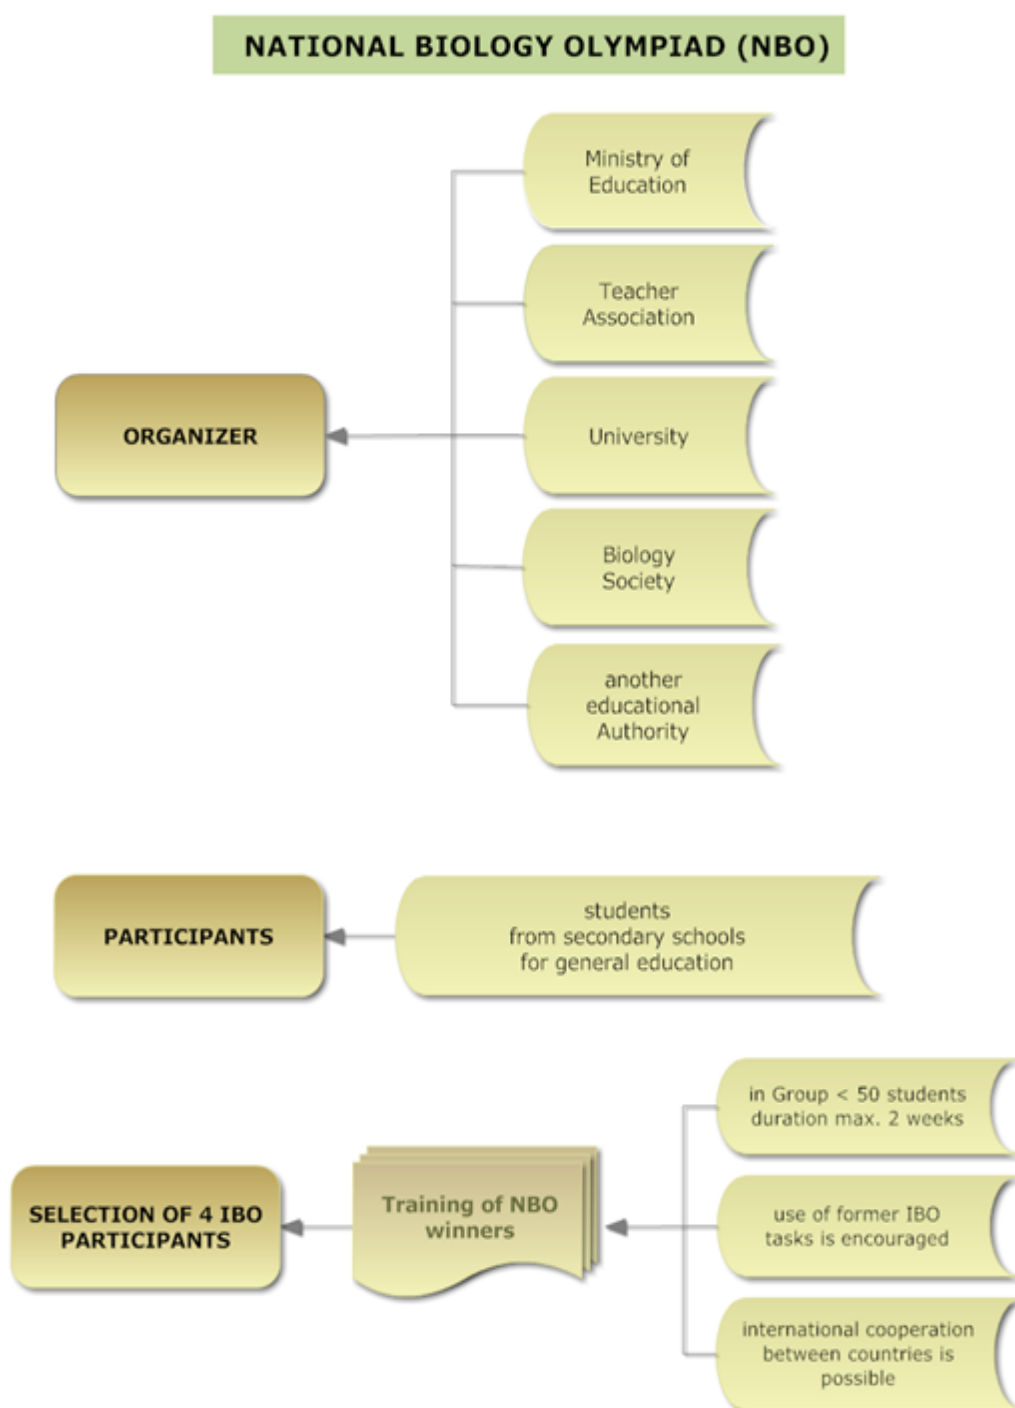 NATIONAL BIOLOGY OLYMPIAD (NBO)
Ministry of
Education
Teacher
Association
University
ORGANIZER
Biology
Society
another
educational
Authority
PARTICIPANTS
students
from secondary schools
for general education
SELECTION OF 4 IBO
PARTICIPANTS
Training of NBO
winners
in Group < 50 students
duration max. 2 weeks
use of former IBO
tasks is encouraged
international cooperation
between countries is
possible